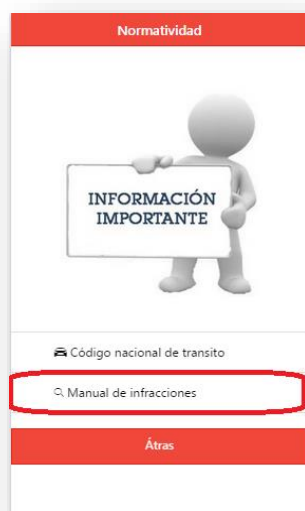 Normatividad
INFORMACIÓN
IMPORTANTE
Código nacional de transito
Manual de infracciones
Átras